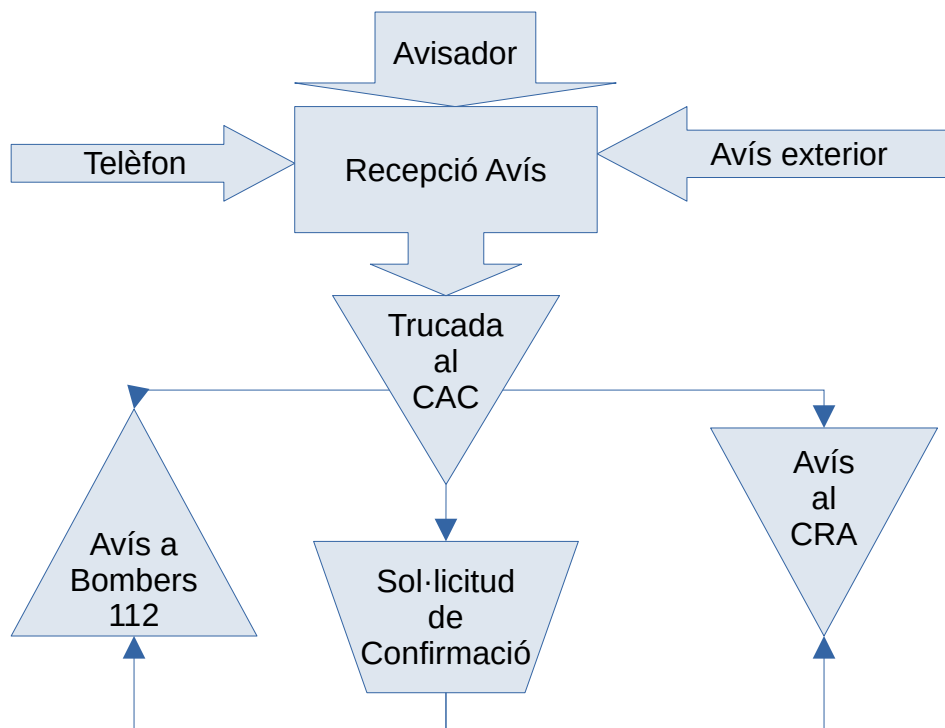 Avisador
Telèfon
Recepció Avís
Avís exterior
Trucada
al
CAC
Avís a
Bombers
112
Sol·licitud
de
Confirmació
Avís
al
CRA